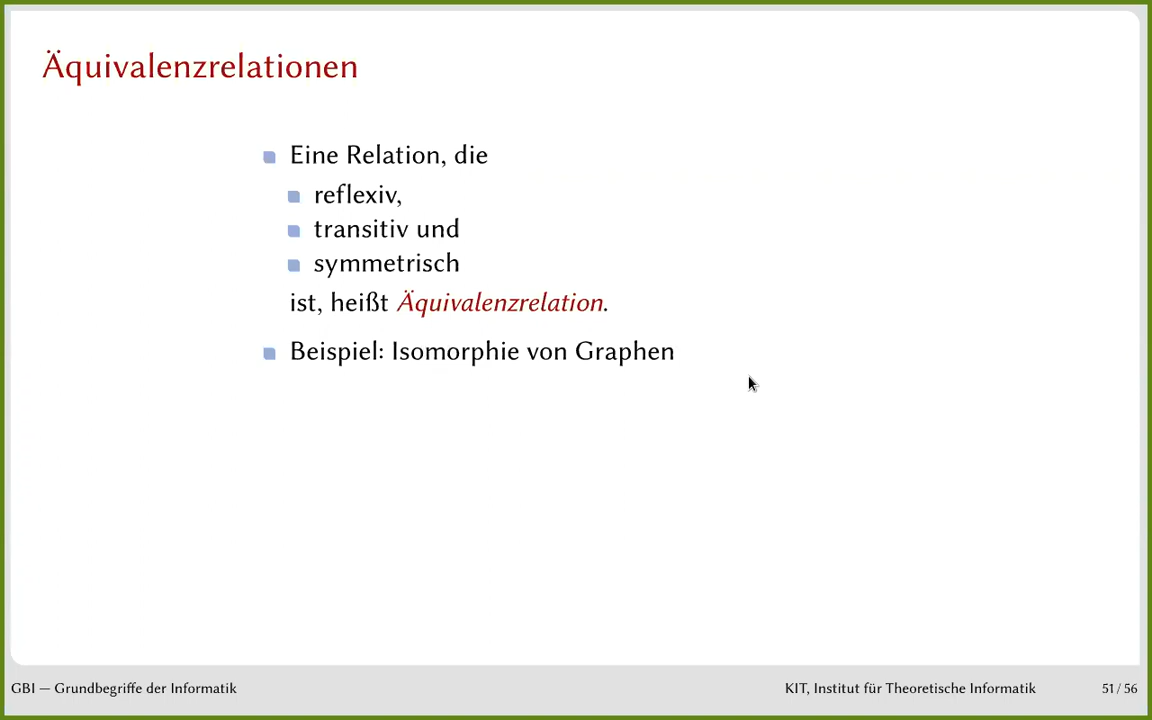 Äquivalenzrelationen
Eine Relation, die
reflexiv,
transitiv und
symmetrisch
ist, heißt Äquivalenzrelation.
Beispiel: Isomorphie von Graphen
GBI — Grundbegriffe der Informatik
KIT, Institut für Theoretische Informatik
51 / 56